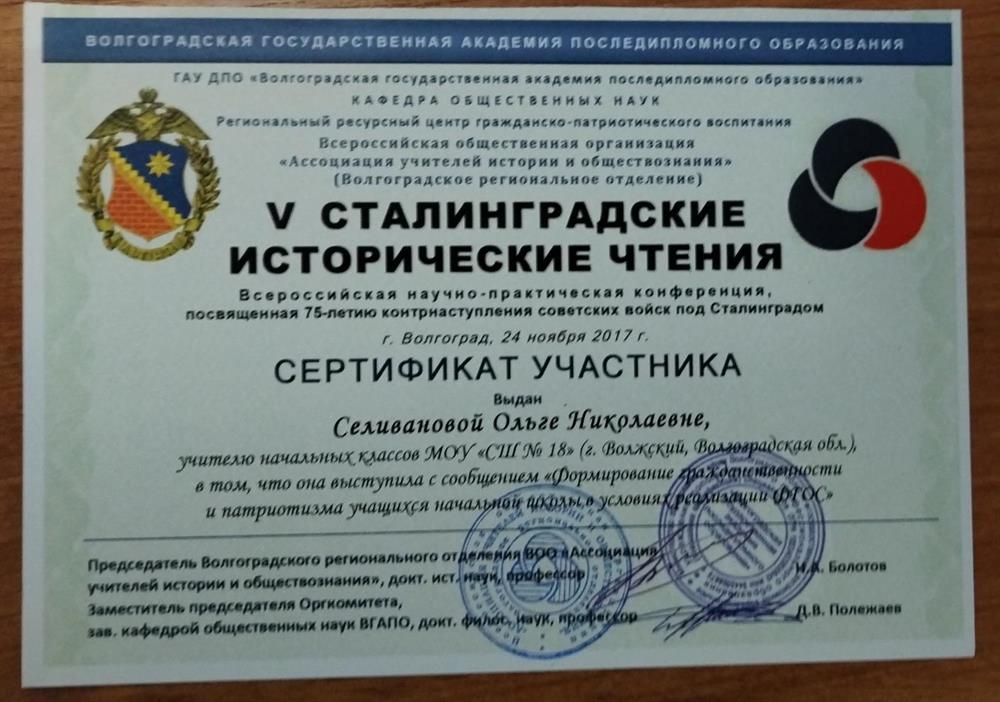 ВОЛГОГРАДСКАЯ ГОСУДАРСТВЕННАЯ АКАДЕМИЯ ПОСЛЕДИПЛОМНОГО ОБРАЗОВАНИЯ
ГАУ ДПО «Волгоградская государственная академия последипломного образования»
КАФЕДРА ОБЩЕСТВЕННЫХ НАУК
Региональный ресурсный центр гражданско-патриотического воспитания
Всероссийская общественная организация
«Ассоциация учителей истории и обществознания»
(Волгоградское региональное отделение)
V СТАЛИНГРАДСКИЕ
ИСТОРИЧЕСКИЕ ЧТЕНИЯ
Всероссийская научно-практическая конференция,
посвященная 75-летию контрнаступления советских войск под Сталинградом
г. Волгоград, 24 ноября 2017 г.
СЕРТИФИКАТ УЧАСТНИКА
Выдан
Селивановой Ольге Николаевне,
учителю начальных классов МОУ «СШ № 18» (г. Волжский, Волгоградская обл.),
в том, что она выступила с сообщением «Формирование гражданственности
и патриотизма учащихся начальной школы в условиях реализации ФГОС»
Председатель Волгоградского регионального отделения ВОО «Ассоциация
учителей истории и обществознания», докт. ист. наук, профессор
Н.А. Болотов
Заместитель председателя Оргкомитета,
зав. кафедрой общественных наук ВГАПО, докт. филос. наук, профессор
Д.В. Полежаев